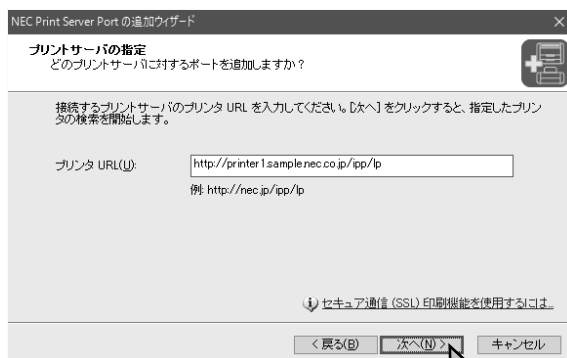 NEC Print Server Port の追加ウィザード
プリントサーバの指定
どのプリントサーバに対するポートを追加しますか？
接続するプリントサーバのプリンタ URL を入力してください。[次へ] をクリックすると、指定したプリン
タの検索を開始します。
プリンタ URL(U):
http://printer1.sample.nec.co.jp/ipp/lp
例: http://nec.jp/ipp/lp
セキュア通信 (SSL) 印刷機能を使用するには...
< 戻る(B) 次へ(N) > キャンセル